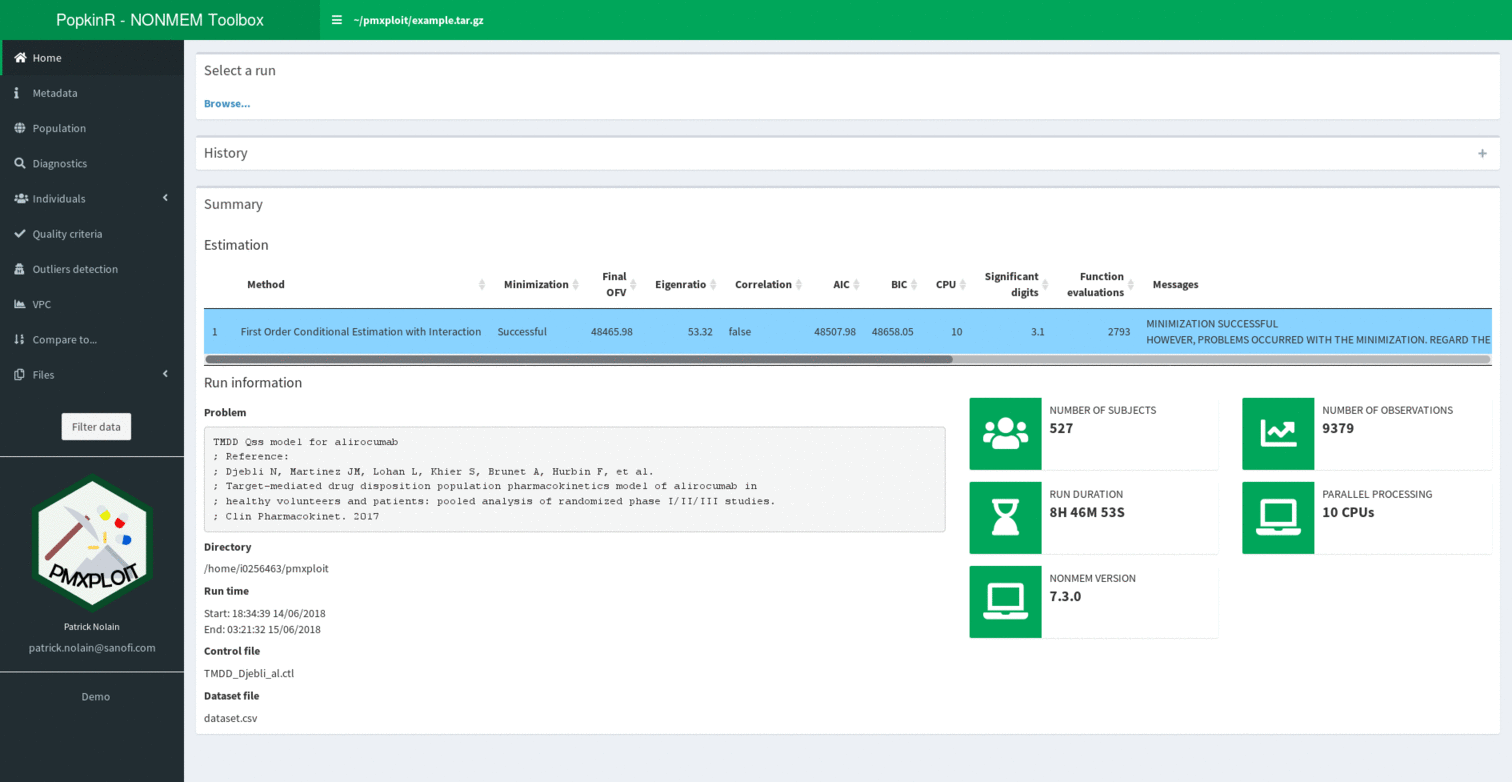 PopkinR - NONMEM Toolbox
~/pmxploit/example.tar.gz
Home
Metadata
Population
Diagnostics
Individuals
Quality criteria
Outliers detection
VPC
Compare to...
Files
Filter data
PMXPLOIT
Patrick Nolain
patrick.nolain@sanofi.com
Demo
Select a run
Browse...
History
Summary
Estimation
Method Minimization Final OFV Eigenratio Correlation AIC BIC CPU Significant digits Function evaluations Messages
1 First Order Conditional Estimation with Interaction Successful 48465.98 53.32 false 48507.98 48658.05 10 3.1 2793 MINIMIZATION SUCCESSFUL
HOWEVER, PROBLEMS OCCURRED WITH THE MINIMIZATION. REGARD THE
Run information
Problem
TMDD Qss model for alirocumab
; Reference:
; Djebli N, Martinez JM, Lohan L, Khier S, Brunet A, Hurbin F, et al.
; Target-mediated drug disposition population pharmacokinetics model of alirocumab in
; healthy volunteers and patients: pooled analysis of randomized phase I/II/III studies.
; Clin Pharmacokinet. 2017
Directory
/home/i0256463/pmxploit
Run time
Start: 18:34:39 14/06/2018
End: 03:21:32 15/06/2018
Control file
TMDD_Djebli_al.ctl
Dataset file
dataset.csv
NUMBER OF SUBJECTS
527
NUMBER OF OBSERVATIONS
9379
RUN DURATION
8H 46M 53S
PARALLEL PROCESSING
10 CPUs
NONMEM VERSION
7.3.0